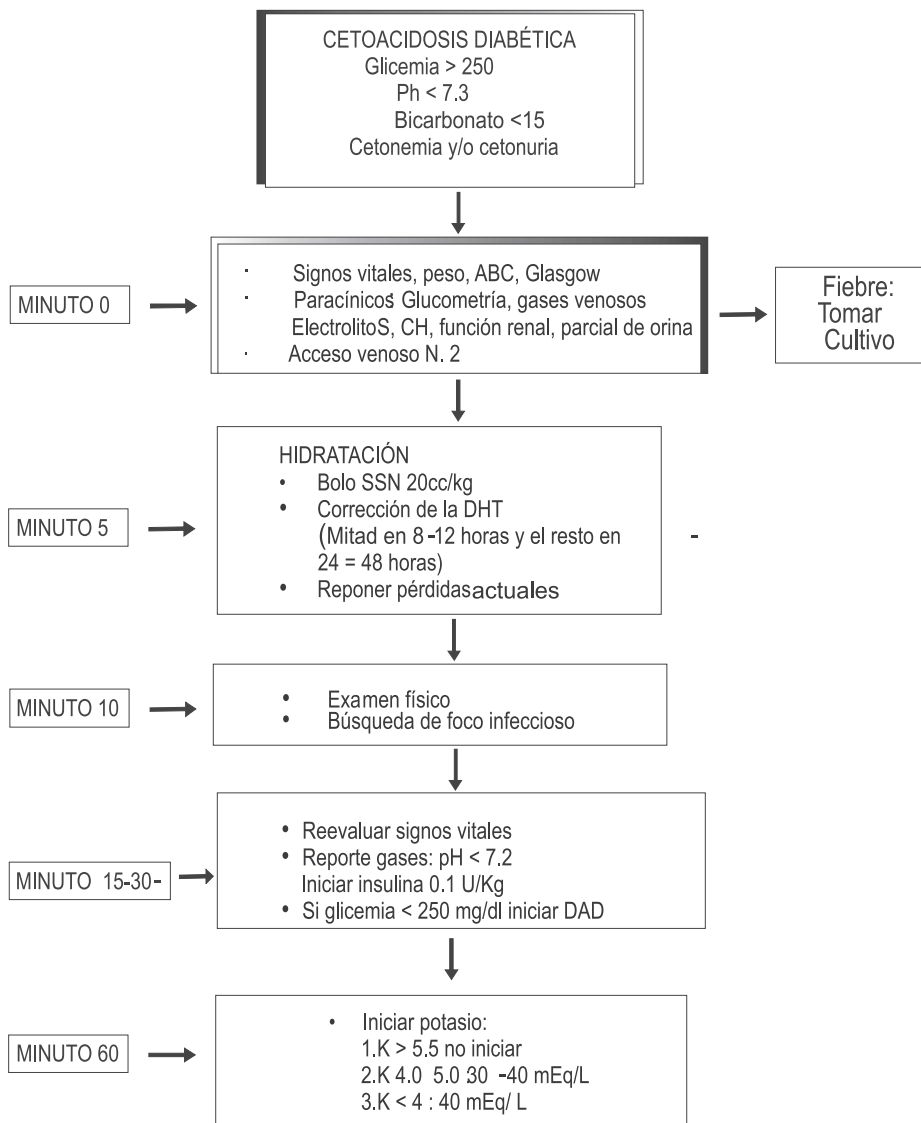 CETOACIDOSIS DIABÉTICA
Glicemia > 250
Ph < 7.3
Bicarbonato <15
Cetonemia y/o cetonuria
MINUTO 0
· Signos vitales, peso, ABC, Glasgow
· Paracínicos: Glucometría, gases venosos
ElectrolitoS, CH, función renal, parcial de orina
· Acceso venoso N. 2
Fiebre:
Tomar
Cultivo
MINUTO 5
HIDRATACIÓN
• Bolo SSN 20cc/kg
• Corrección de la DHT
(Mitad en 8-12 horas y el resto en
24 = 48 horas)
• Reponer pérdidas actuales
-
MINUTO 10
• Examen físico
• Búsqueda de foco infeccioso
MINUTO 15-30-
• Reevaluar signos vitales
• Reporte gases: pH < 7.2
Iniciar insulina 0.1 U/Kg
• Si glicemia < 250 mg/dl iniciar DAD
MINUTO 60
• Iniciar potasio:
1.K > 5.5 no iniciar
2.K 4.0 5.0 30 -40 mEq/L
3.K < 4 : 40 mEq/ L